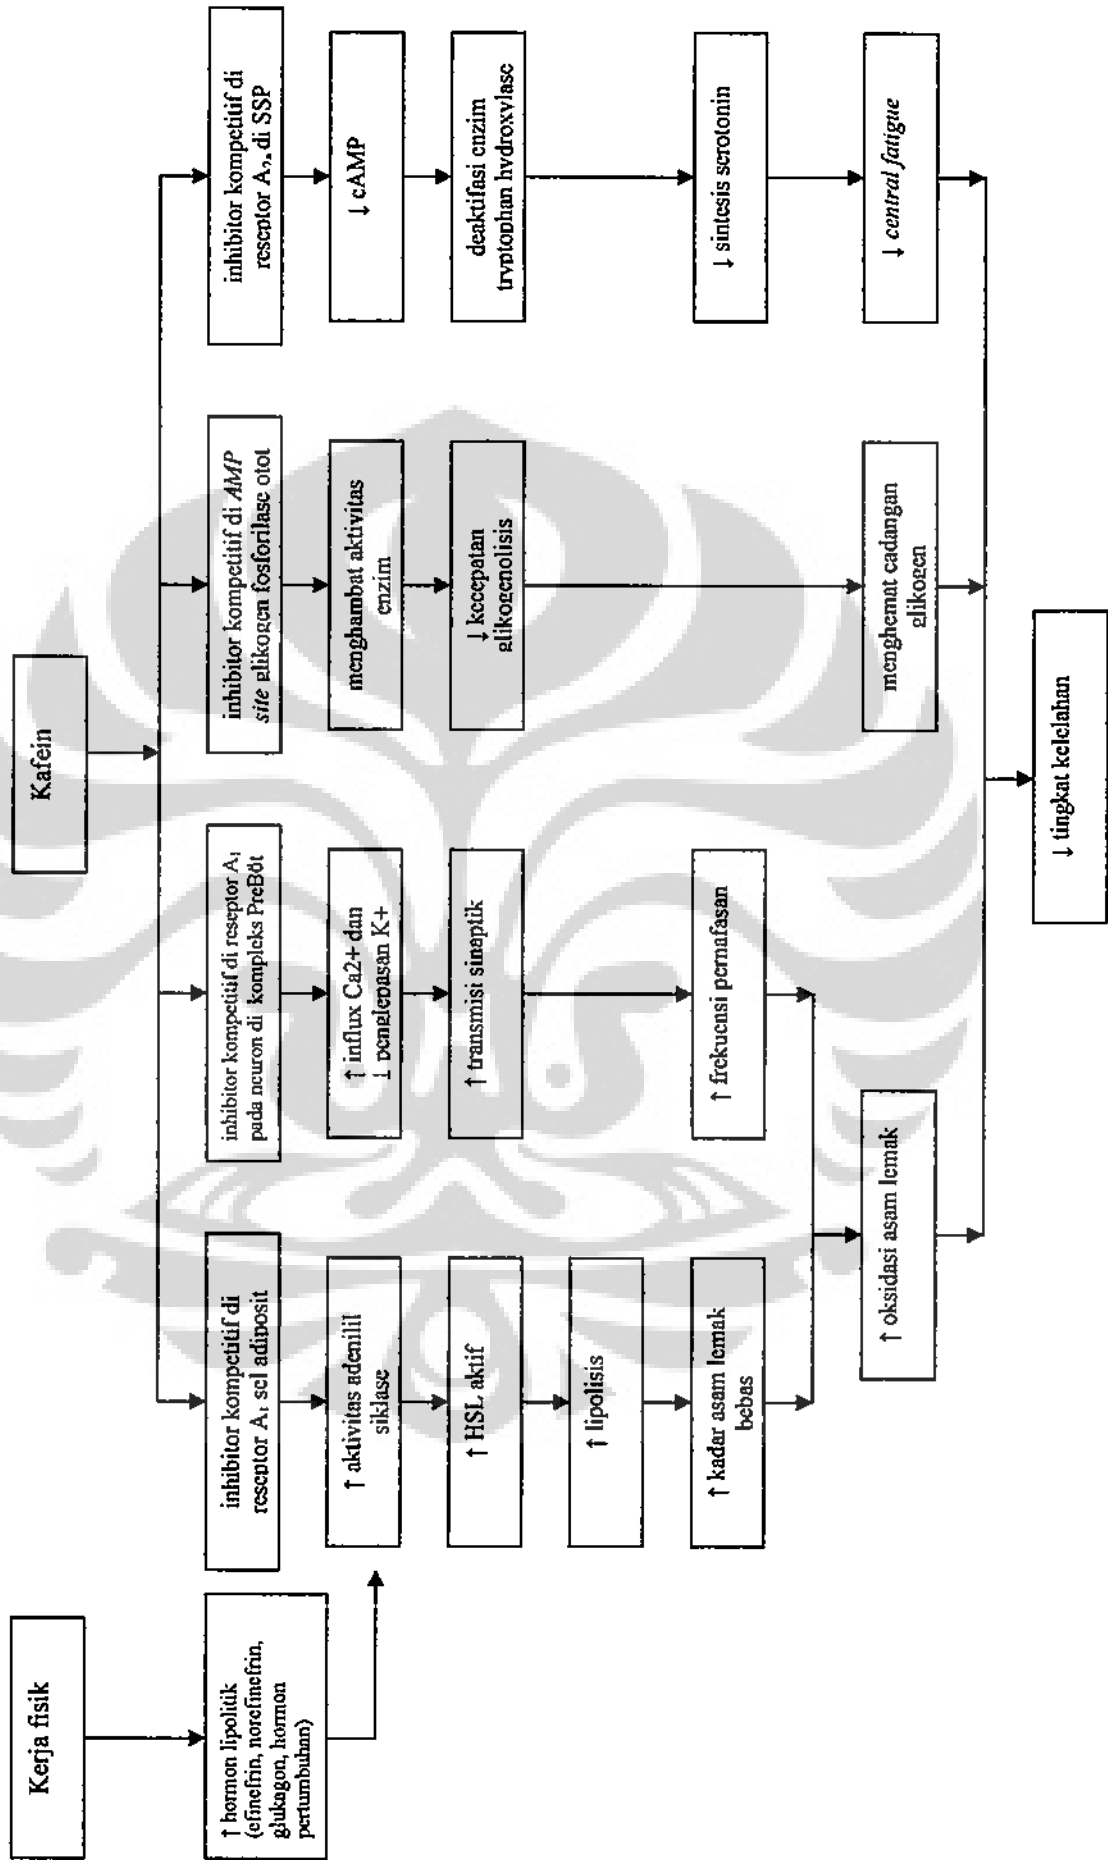 Kerja fisik
Kafein
↑ hormon lipolitik
(efinefrin, norefinefrin,
glukagon, hormon
pertumbuhan)
inhibitor kompetitif di
reseptor A₁ sel adiposit
inhibitor kompetitif di reseptor A₁
pada neuron di kompleks PreBöt
inhibitor kompetitif di AMP
site glikogen fosforilase otot
inhibitor kompetitif di
reseptor A₂ₐ di SSP
↑ aktivitas adenilil
siklase
↑ influx Ca2+ dan
↓ penglepasan K+
menghambat aktivitas
enzim
↓ cAMP
↑ HSL aktif
↑ transmisi sinaptik
↓ kecepatan
glikogenolisis
deaktifasi enzim
tryptophan hydroxylase
↑ lipolisis
↑ kadar asam lemak
bebas
↑ frekuensi pernafasan
↓ sintesis serotonin
↑ oksidasi asam lemak
menghemat cadangan
glikogen
↓ central fatigue
↓ tingkat kelelahan